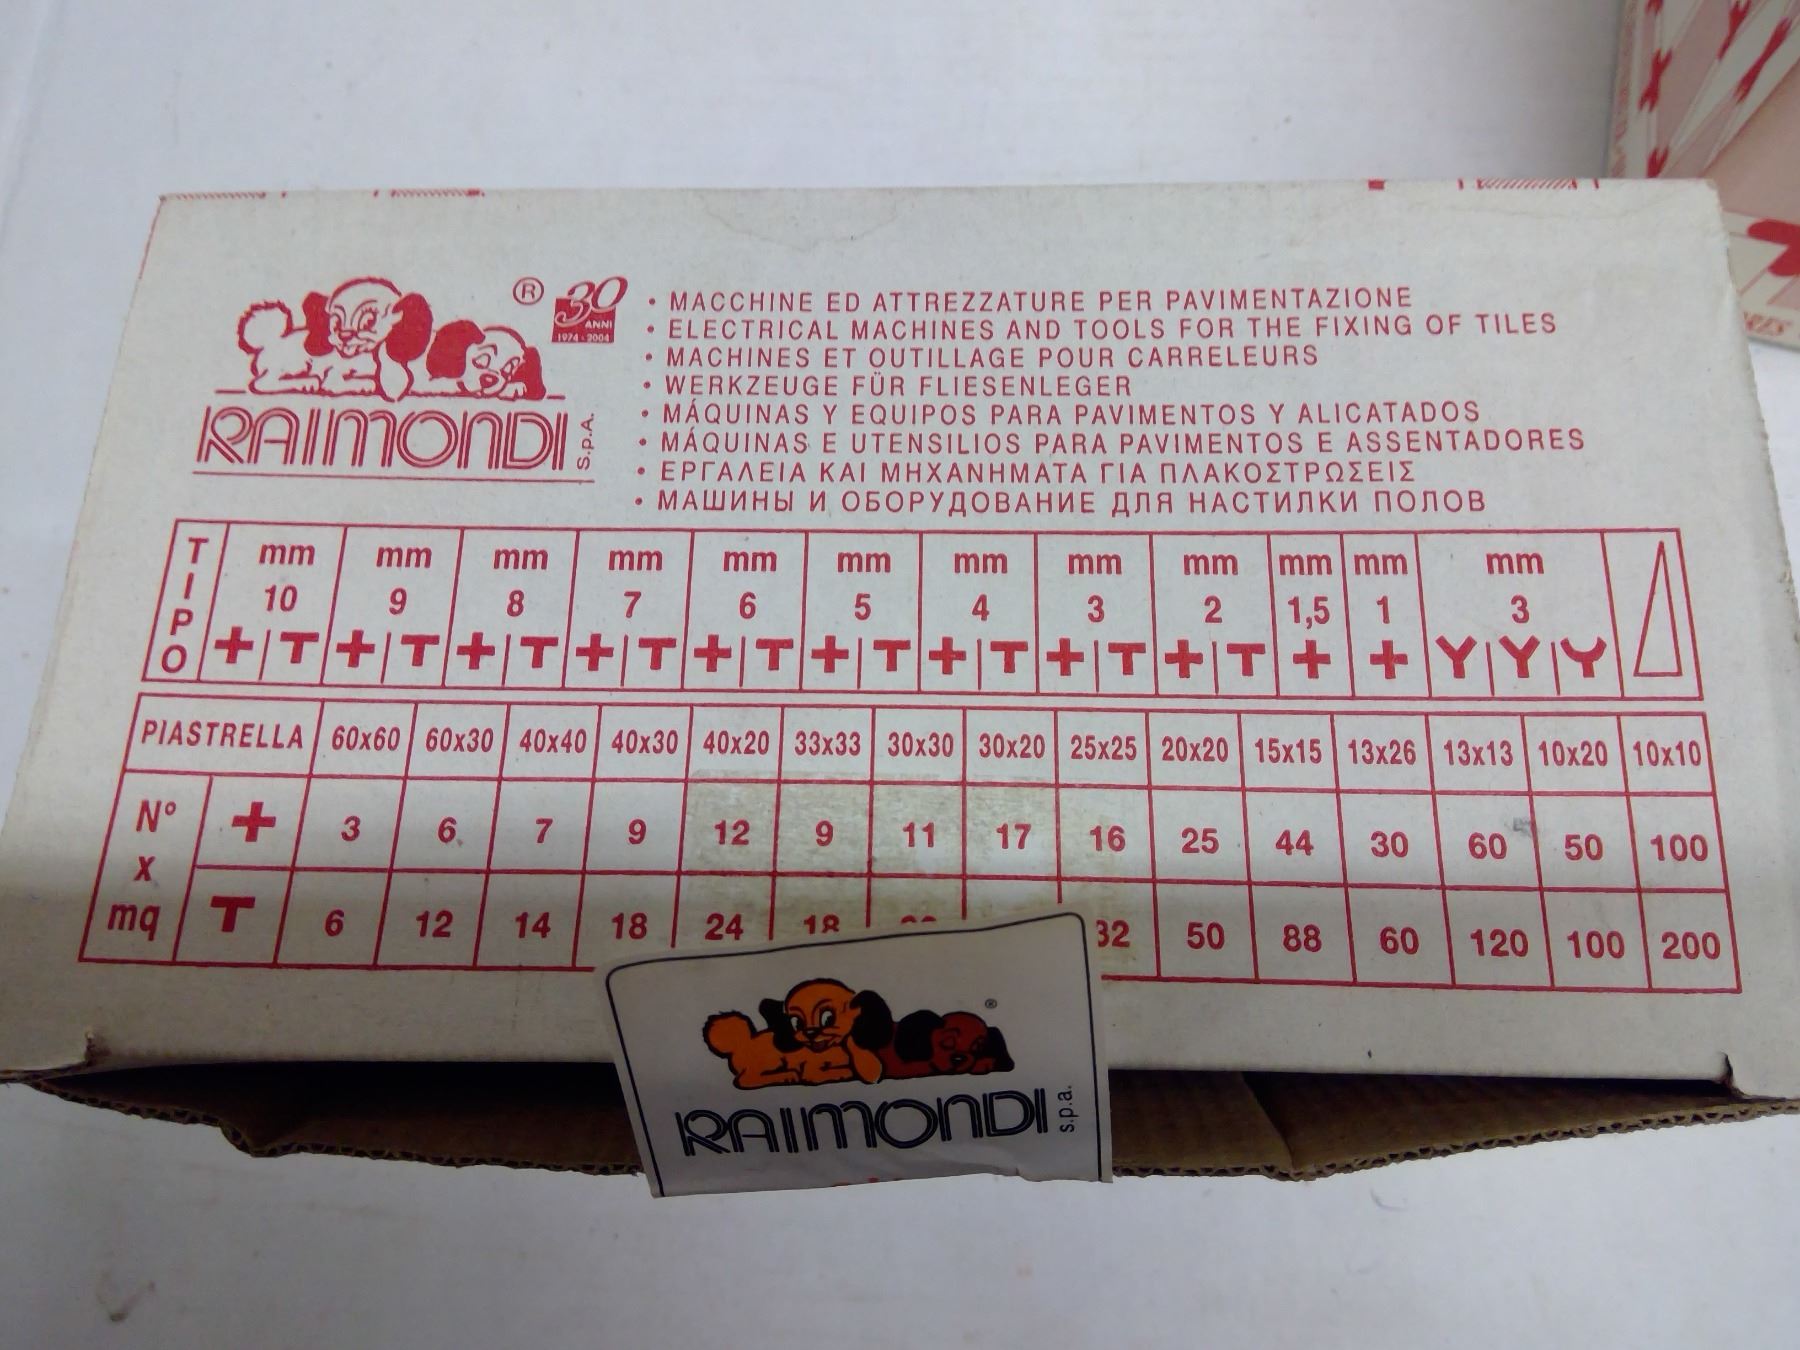 ® 30 ANNI
1974 - 2004
RAIMONDI S.p.A.
• MACCHINE ED ATTREZZATURE PER PAVIMENTAZIONE
• ELECTRICAL MACHINES AND TOOLS FOR THE FIXING OF TILES
• MACHINES ET OUTILLAGE POUR CARRELEURS
• WERKZEUGE FÜR FLIESENLEGER
• MÁQUINAS Y EQUIPOS PARA PAVIMENTOS Y ALICATADOS
• MÁQUINAS E UTENSILIOS PARA PAVIMENTOS E ASSENTADORES
• ΕΡΓΑΛΕΙΑ ΚΑΙ ΜΗΧΑΝΗΜΑΤΑ ΓΙΑ ΠΛΑΚΟΣΤΡΩΣΕΙΣ
• МАШИНЫ И ОБОРУДОВАНИЕ ДЛЯ НАСТИЛКИ ПОЛОВ
TIPO
mm mm mm mm mm mm mm mm mm mm mm mm
10 9 8 7 6 5 4 3 2 1,5 1 3
+ T + T + T + T + T + T + T + T + T + + Y Y Y
PIASTRELLA 60x60 60x30 40x40 40x30 40x20 33x33 30x30 30x20 25x25 20x20 15x15 13x26 13x13 10x20 10x10
N° x mq
+ 3 6 7 9 12 9 11 17 16 25 44 30 60 50 100
T 6 12 14 18 24 18 32 50 88 60 120 100 200
®
RAIMONDI s.p.a.